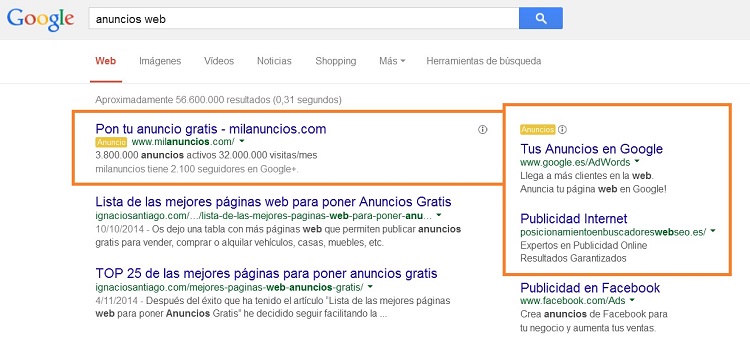 Google
anuncios web
Web Imágenes Vídeos Noticias Shopping Más Herramientas de búsqueda
Aproximadamente 56.600.000 resultados (0,31 segundos)
Pon tu anuncio gratis - milanuncios.com
Anuncio www.milanuncios.com/
3.800.000 anuncios activos 32.000.000 visitas/mes
milanuncios tiene 2.100 seguidores en Google+.
Lista de las mejores páginas web para poner Anuncios Gratis
ignaciosantiago.com/.../lista-de-las-mejores-paginas-web-para-poner-anu...
10/10/2014 - Os dejo una tabla con más páginas web que permiten publicar anuncios
gratis para vender, comprar o alquilar vehículos, casas, muebles, etc.
TOP 25 de las mejores páginas para poner anuncios gratis
ignaciosantiago.com/mejores-paginas-web-anuncios-gratis/
4/11/2014 - Después del éxito que ha tenido el artículo "Lista de las mejores páginas
web para poner Anuncios Gratis" he decidido seguir facilitando la ...
Anuncios
Tus Anuncios en Google
www.google.es/AdWords
Llega a más clientes en la web.
Anuncia tu página web en Google!
Publicidad Internet
posicionamientoenbuscadoreswebseo.es/
Expertos en Publicidad Online
Resultados Garantizados
Publicidad en Facebook
www.facebook.com/Ads
Crea anuncios de Facebook para
tu negocio y aumenta tus ventas.